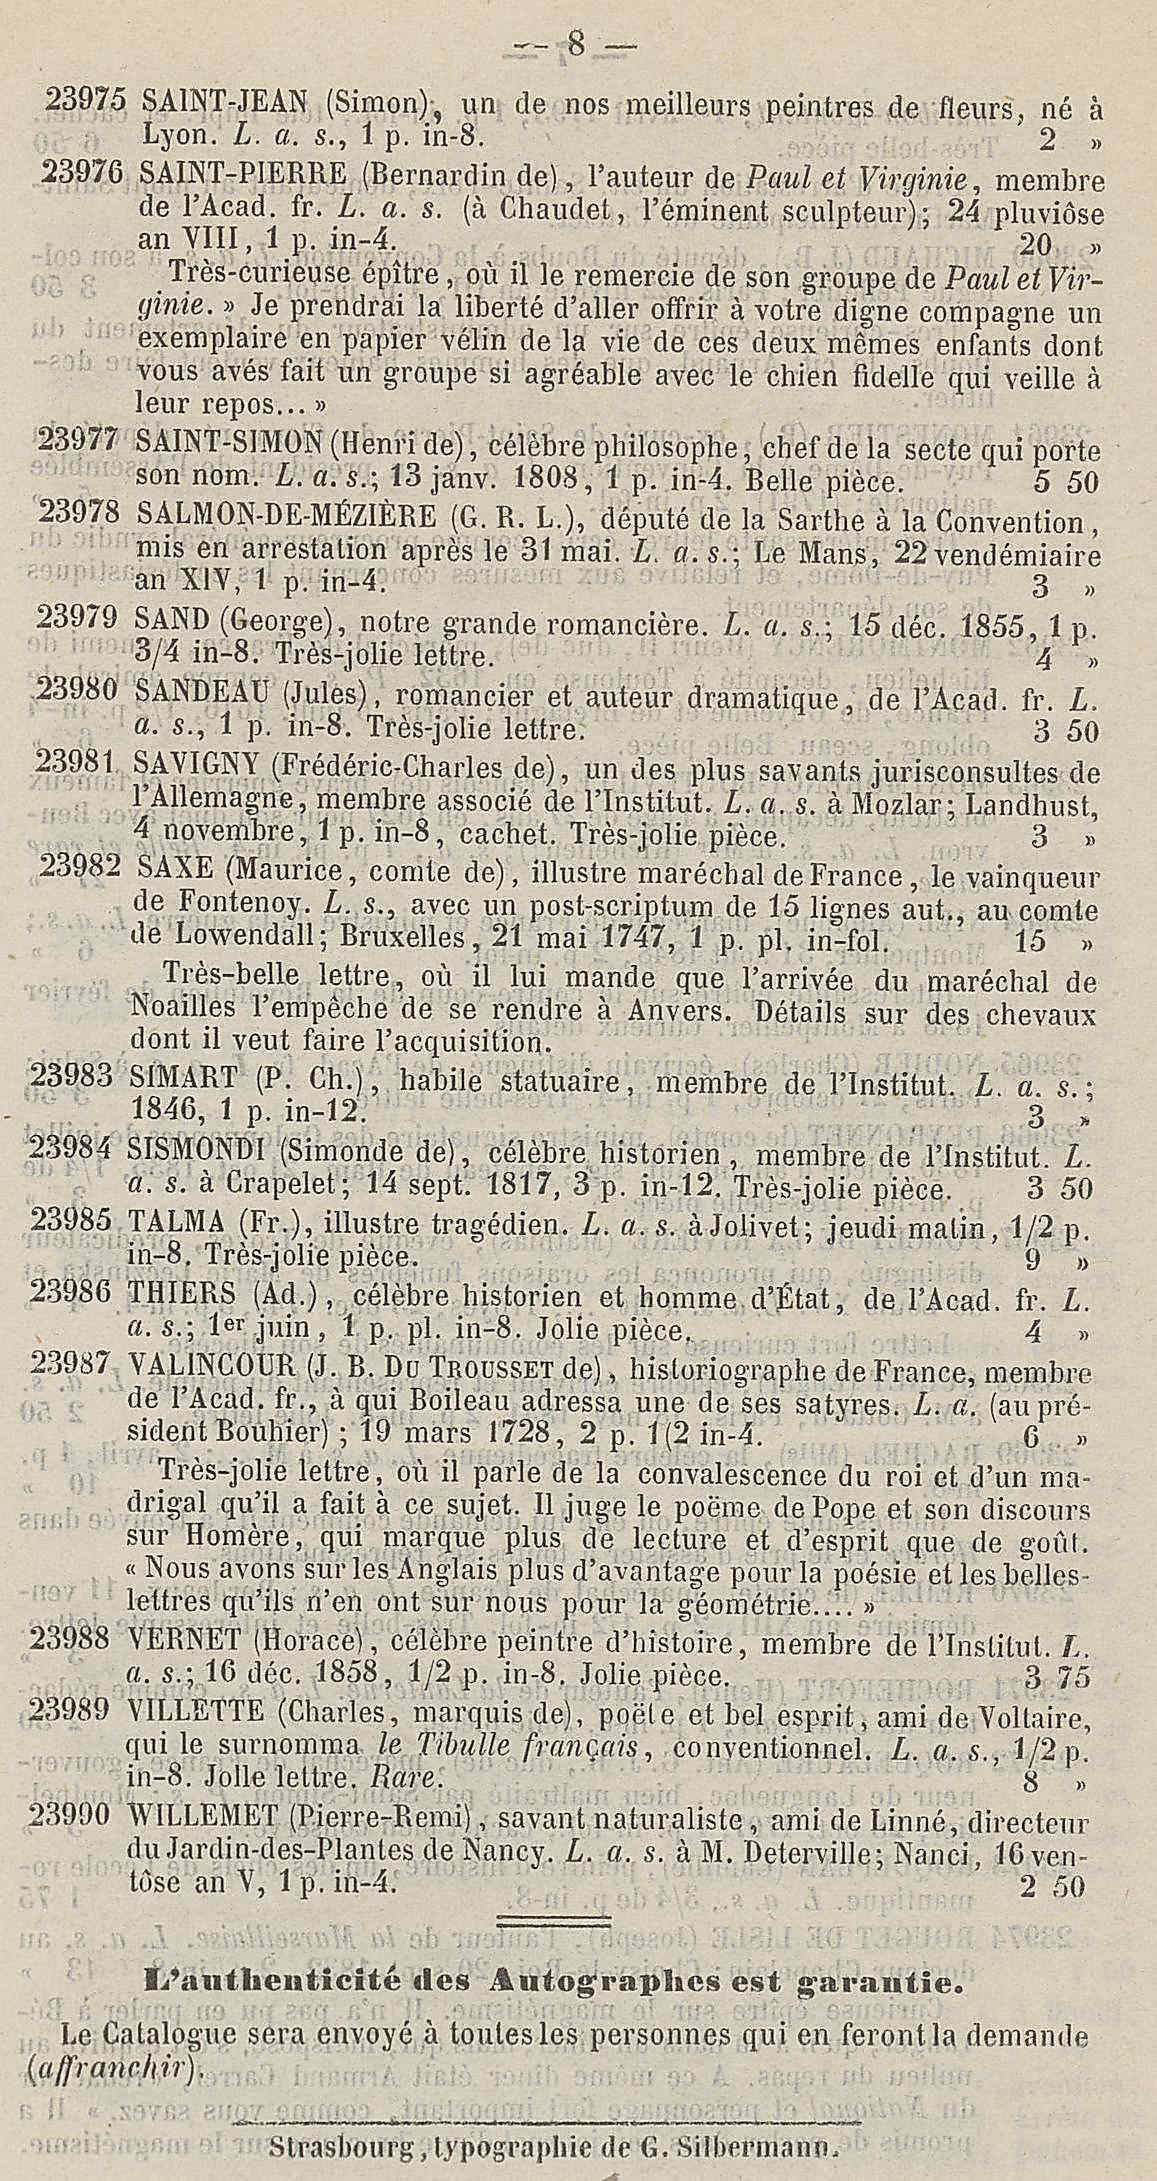 — 8 —
23975 SAINT-JEAN (Simon), un de nos meilleurs peintres de fleurs, né à
Lyon. L. a. s., 1 p. in-8. 2 »
23976 SAINT-PIERRE (Bernardin de), l'auteur de Paul et Virginie, membre
de l'Acad. fr. L. a. s. (à Chaudet, l'éminent sculpteur); 24 pluviôse
an VIII, 1 p. in-4. 20 »
Très-curieuse épître, où il le remercie de son groupe de Paul et Vir-
ginie. » Je prendrai la liberté d'aller offrir à votre digne compagne un
exemplaire en papier vélin de la vie de ces deux mêmes enfants dont
vous avés fait un groupe si agréable avec le chien fidelle qui veille à
leur repos... »
23977 SAINT-SIMON (Henri de), célèbre philosophe, chef de la secte qui porte
son nom. L. a. s.; 13 janv. 1808, 1 p. in-4. Belle pièce. 5 50
23978 SALMON-DE-MÉZIÈRE (G. R. L.), député de la Sarthe à la Convention,
mis en arrestation après le 31 mai. L. a. s.; Le Mans, 22 vendémiaire
an XIV, 1 p. in-4. 3 »
23979 SAND (George), notre grande romancière. L. a. s.; 15 déc. 1855, 1 p.
3/4 in-8. Très-jolie lettre. 4 »
23980 SANDEAU (Jules), romancier et auteur dramatique, de l'Acad. fr. L.
a. s., 1 p. in-8. Très-jolie lettre. 3 50
23981 SAVIGNY (Frédéric-Charles de), un des plus savants jurisconsultes de
l'Allemagne, membre associé de l'Institut. L. a. s. à Mozlar; Landhust,
4 novembre, 1 p. in-8, cachet. Très-jolie pièce. 3 »
23982 SAXE (Maurice, comte de), illustre maréchal de France, le vainqueur
de Fontenoy. L. s., avec un post-scriptum de 15 lignes aut., au comte
de Lowendall; Bruxelles, 21 mai 1747, 1 p. pl. in-fol. 15 »
Très-belle lettre, où il lui mande que l'arrivée du maréchal de
Noailles l'empêche de se rendre à Anvers. Détails sur des chevaux
dont il veut faire l'acquisition.
23983 SIMART (P. Ch.), habile statuaire, membre de l'Institut. L. a. s.;
1846, 1 p. in-12. 3 »
23984 SISMONDI (Simonde de), célèbre historien, membre de l'Institut. L.
a. s. à Crapelet; 14 sept. 1817, 3 p. in-12. Très-jolie pièce. 3 50
23985 TALMA (Fr.), illustre tragédien. L. a. s. à Jolivet; jeudi matin, 1/2 p.
in-8. Très-jolie pièce. 9 »
23986 THIERS (Ad.), célèbre historien et homme d'État, de l'Acad. fr. L.
a. s.; 1er juin, 1 p. pl. in-8. Jolie pièce. 4 »
23987 VALINCOUR (J. B. DU TROUSSET de), historiographe de France, membre
de l'Acad. fr., à qui Boileau adressa une de ses satyres. L. a. (au pré-
sident Bouhier); 19 mars 1728, 2 p. 1(2 in-4. 6 »
Très-jolie lettre, où il parle de la convalescence du roi et d'un ma-
drigal qu'il a fait à ce sujet. Il juge le poëme de Pope et son discours
sur Homère, qui marque plus de lecture et d'esprit que de goût.
« Nous avons sur les Anglais plus d'avantage pour la poésie et les belles-
lettres qu'ils n'en ont sur nous pour la géométrie.... »
23988 VERNET (Horace), célèbre peintre d'histoire, membre de l'Institut. L.
a. s.; 16 déc. 1858, 1/2 p. in-8. Jolie pièce. 3 75
23989 VILLETTE (Charles, marquis de), poëte et bel esprit, ami de Voltaire,
qui le surnomma le Tibulle français, conventionnel. L. a. s., 1/2 p.
in-8. Jolle lettre. Rare. 8 »
23990 WILLEMET (Pierre-Remi), savant naturaliste, ami de Linné, directeur
du Jardin-des-Plantes de Nancy. L. a. s. à M. Deterville; Nanci, 16 ven-
tôse an V, 1 p. in-4. 2 50
L'authenticité des Autographes est garantie.
Le Catalogue sera envoyé à toutes les personnes qui en feront la demande
(affranchir).
Strasbourg, typographie de G. Silbermann.